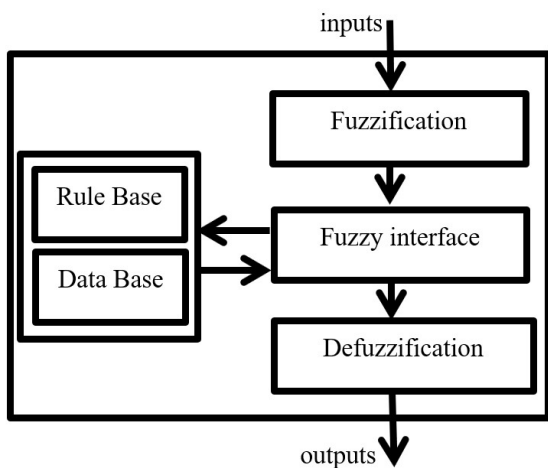 inputs
Fuzzification
Rule Base
Fuzzy interface
Data Base
Defuzzification
outputs